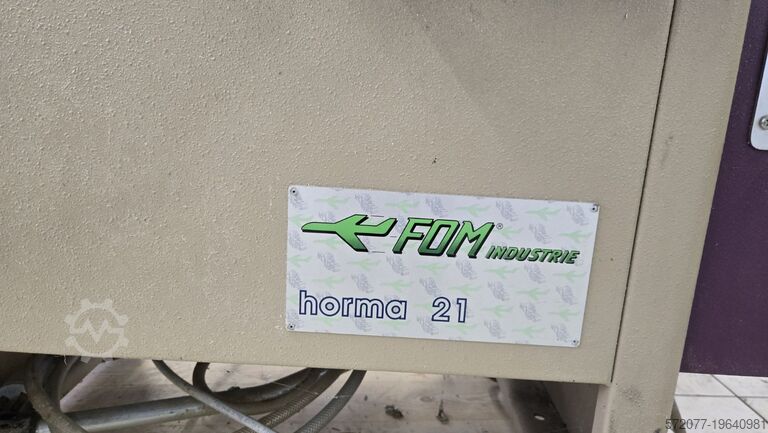 FOM® INDUSTRIE
horma 21
572077-19640981